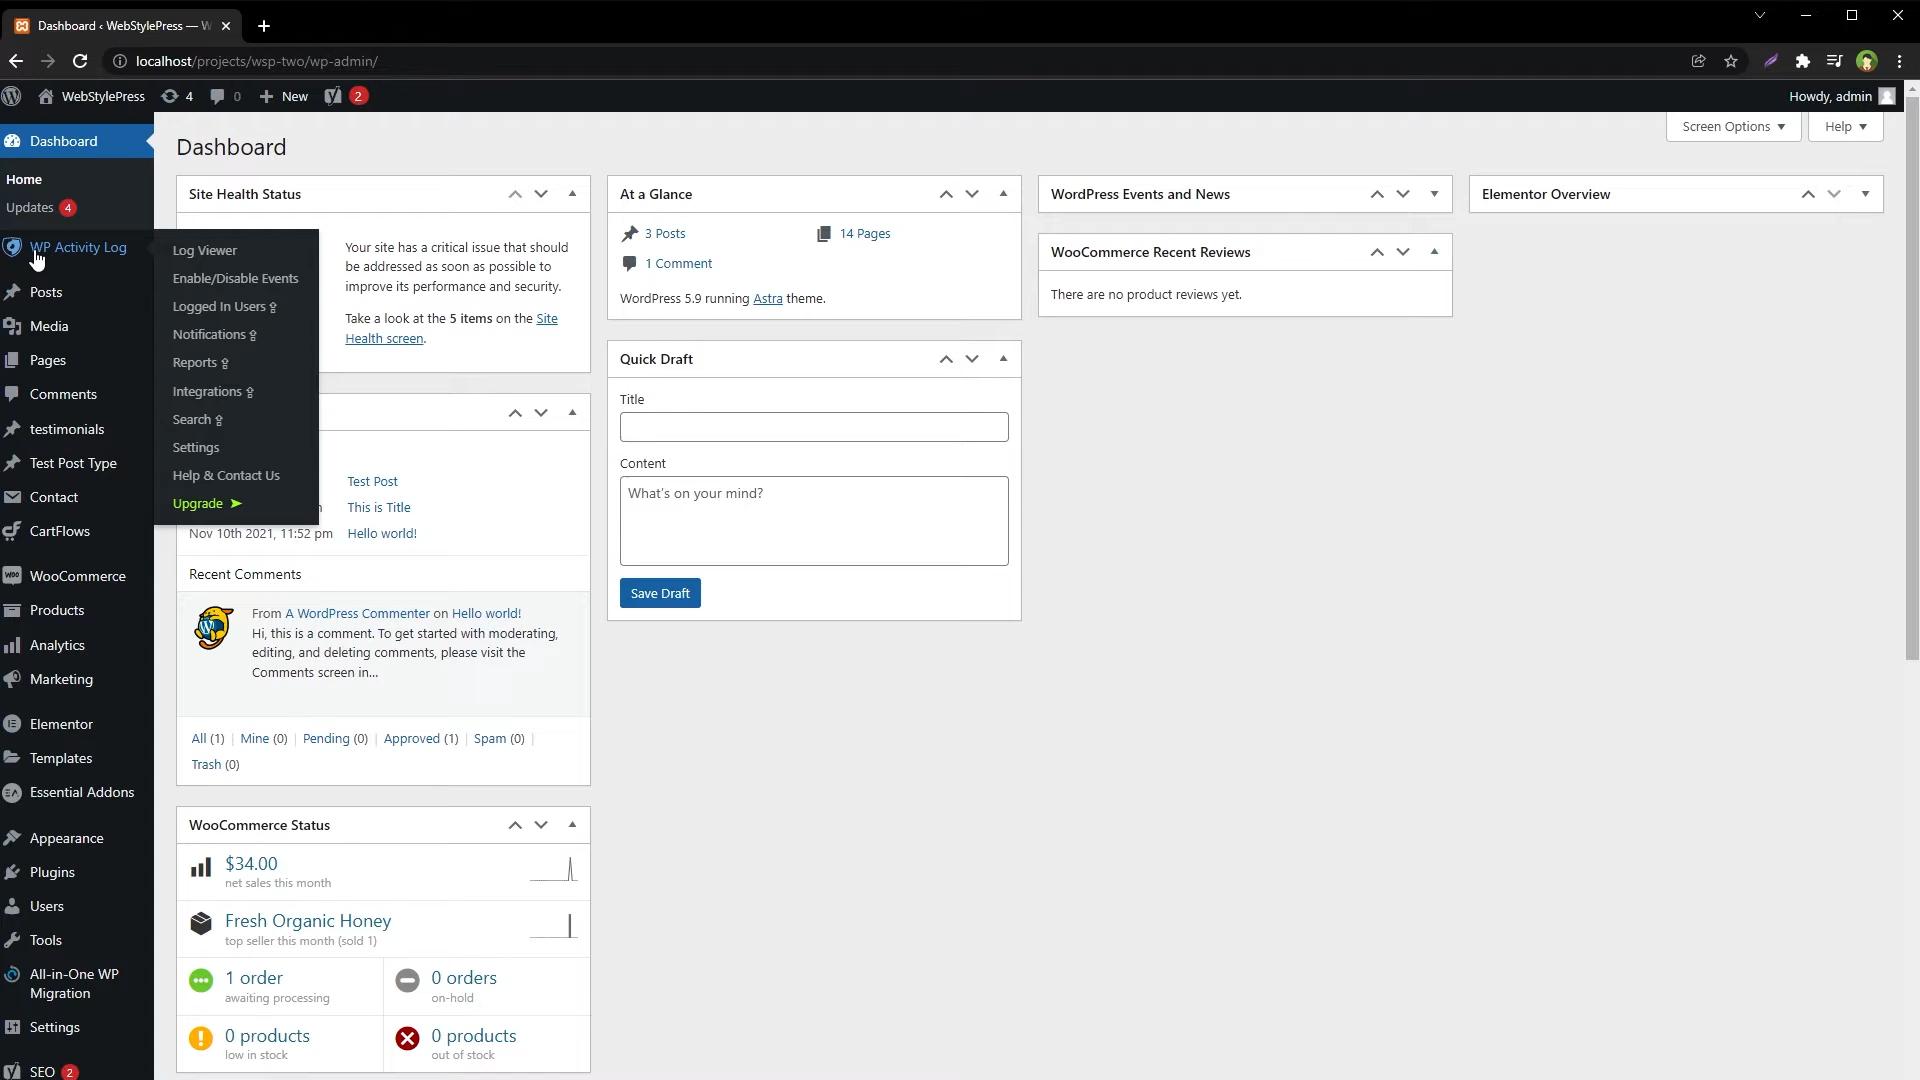 Dashboard ‹ WebStylePress — W
localhost/projects/wsp-two/wp-admin/
WebStylePress
4
0
New
2
Howdy, admin
Dashboard
Home
Updates 4
WP Activity Log
Posts
Media
Pages
Comments
testimonials
Test Post Type
Contact
CartFlows
WooCommerce
Products
Analytics
Marketing
Elementor
Templates
Essential Addons
Appearance
Plugins
Users
Tools
All-in-One WP
Migration
Settings
SEO 2
Log Viewer
Enable/Disable Events
Logged In Users ⇪
Notifications ⇪
Reports ⇪
Integrations ⇪
Search ⇪
Settings
Help & Contact Us
Upgrade ➤
Screen Options ▼
Help ▼
Dashboard
Site Health Status
Your site has a critical issue that should
be addressed as soon as possible to
improve its performance and security.
Take a look at the 5 items on the Site
Health screen.
Test Post
This is Title
Nov 10th 2021, 11:52 pm
Hello world!
Recent Comments
From A WordPress Commenter on Hello world!
Hi, this is a comment. To get started with moderating,
editing, and deleting comments, please visit the
Comments screen in…
All (1) | Mine (0) | Pending (0) | Approved (1) | Spam (0) |
Trash (0)
WooCommerce Status
$34.00
net sales this month
Fresh Organic Honey
top seller this month (sold 1)
1 order
awaiting processing
0 orders
on-hold
0 products
low in stock
0 products
out of stock
At a Glance
3 Posts
14 Pages
1 Comment
WordPress 5.9 running Astra theme.
Quick Draft
Title
Content
What's on your mind?
Save Draft
WordPress Events and News
WooCommerce Recent Reviews
There are no product reviews yet.
Elementor Overview